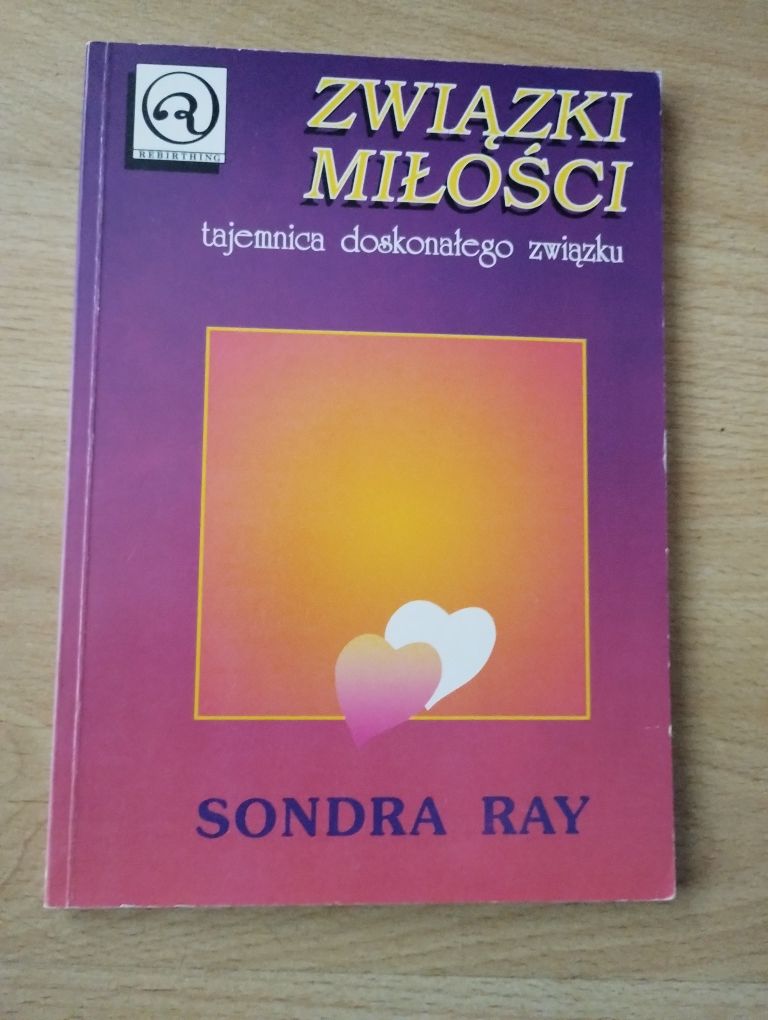 REBIRTHING
ZWIĄZKI
MIŁOŚCI
tajemnica doskonałego związku
SONDRA RAY